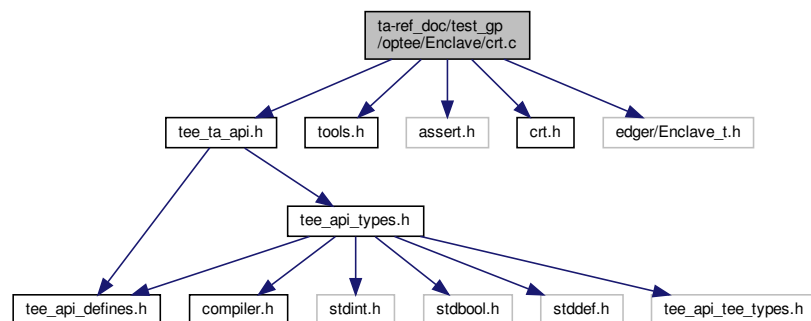 ta-ref_doc/test_gp
/optee/Enclave/crt.c
tee_ta_api.h
tools.h
assert.h
crt.h
edger/Enclave_t.h
tee_api_types.h
tee_api_defines.h
compiler.h
stdint.h
stdbool.h
stddef.h
tee_api_tee_types.h